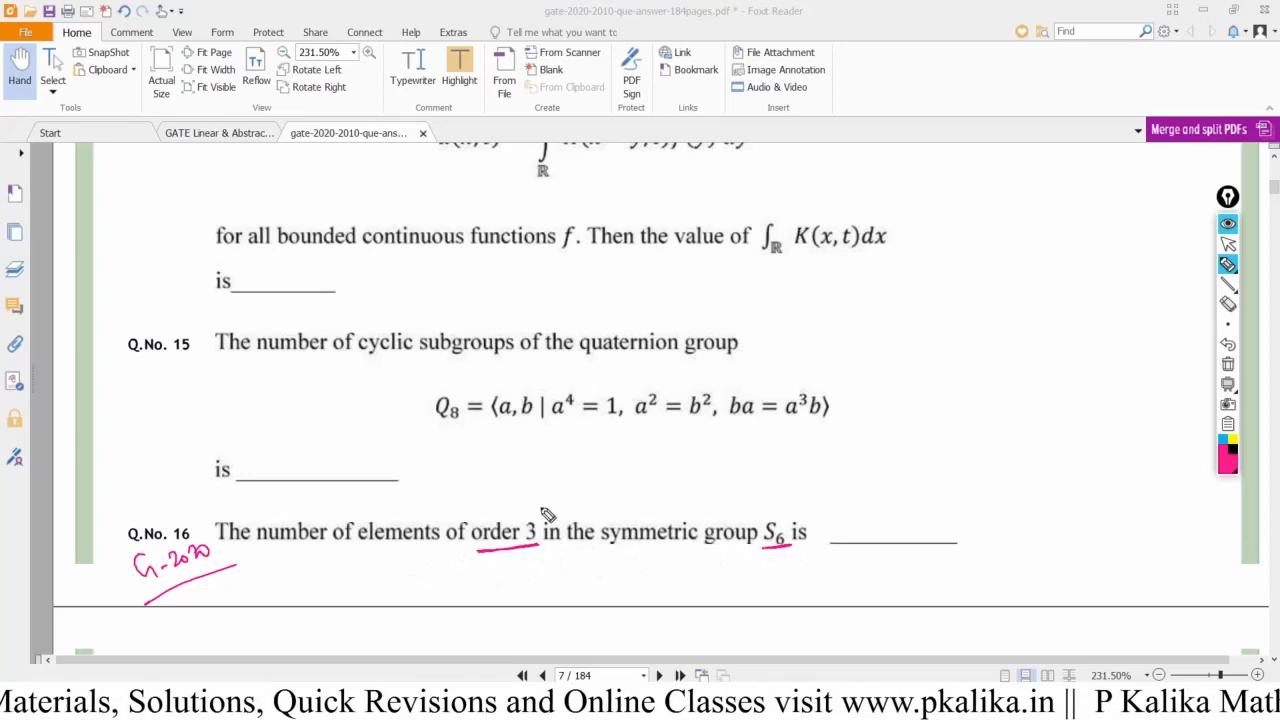 gate-2020-2010-que-answer-184pages.pdf * - Foxit Reader
File Home Comment View Form Protect Share Connect Help Extras Tell me what you want to Find
Hand
Select
SnapShot
Clipboard
Actual Size
Fit Page
Fit Width
Fit Visible
Reflow
231.50%
Rotate Left
Rotate Right
Typewriter
Highlight
From File
From Scanner
Blank
From Clipboard
PDF Sign
Link
Bookmark
File Attachment
Image Annotation
Audio & Video
Tools View Comment Create Protect Links Insert
Start GATE Linear & Abstrac... gate-2020-2010-que-ans... Merge and split PDFs
for all bounded continuous functions f. Then the value of ∫ℝ K(x, t)dx
is__________
Q.No. 15 The number of cyclic subgroups of the quaternion group
Q₈ = ⟨a, b | a⁴ = 1, a² = b², ba = a³b⟩
is _______________
Q.No. 16 The number of elements of order 3 in the symmetric group S₆ is ____________
G-2020
7 / 184 231.50%
Materials, Solutions, Quick Revisions and Online Classes visit www.pkalika.in || P Kalika Mat